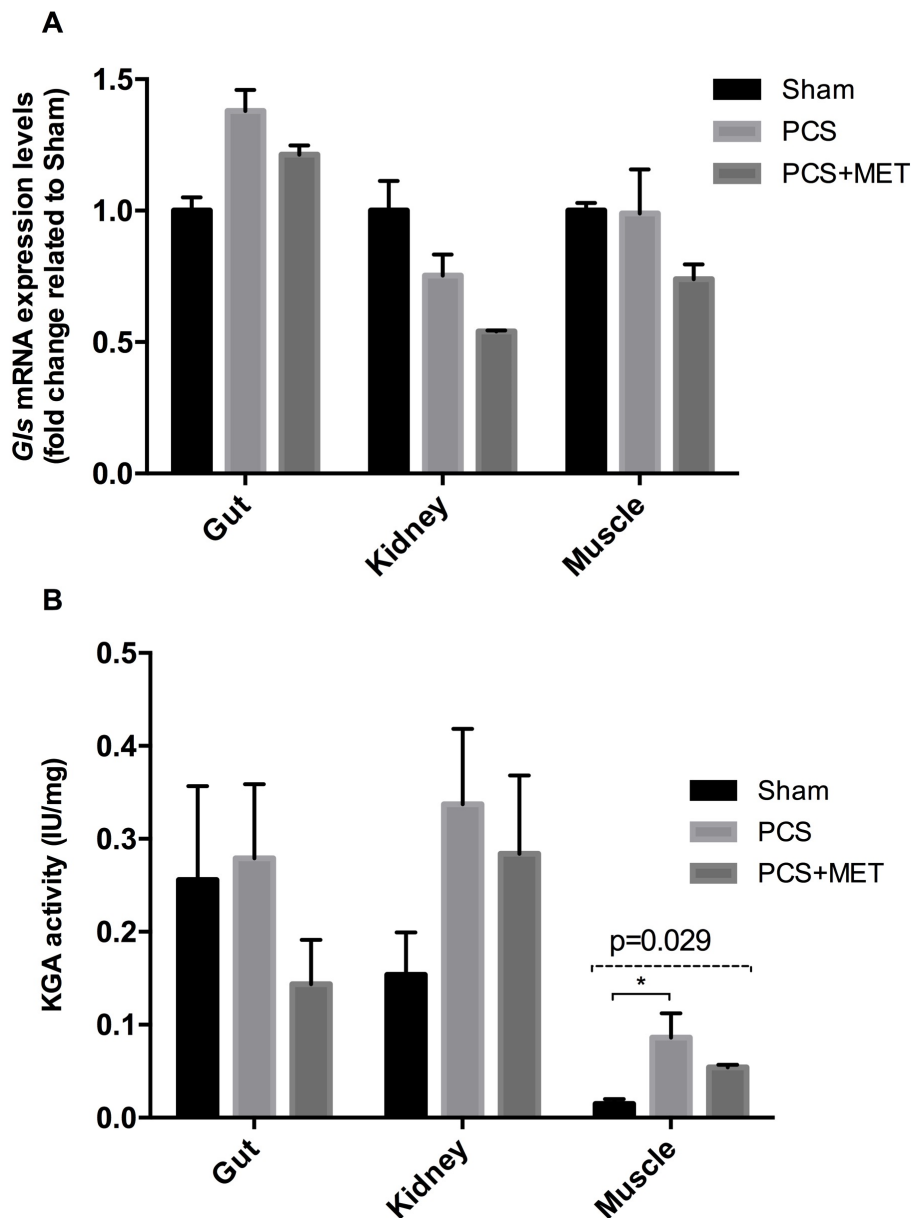 A
Gls mRNA expression levels
(fold change related to Sham)
1.5
1.0
0.5
0.0
Sham
PCS
PCS+MET
Gut
Kidney
Muscle
B
KGA activity (IU/mg)
0.5
0.4
0.3
0.2
0.1
0.0
Sham
PCS
PCS+MET
p=0.029
*
Gut
Kidney
Muscle